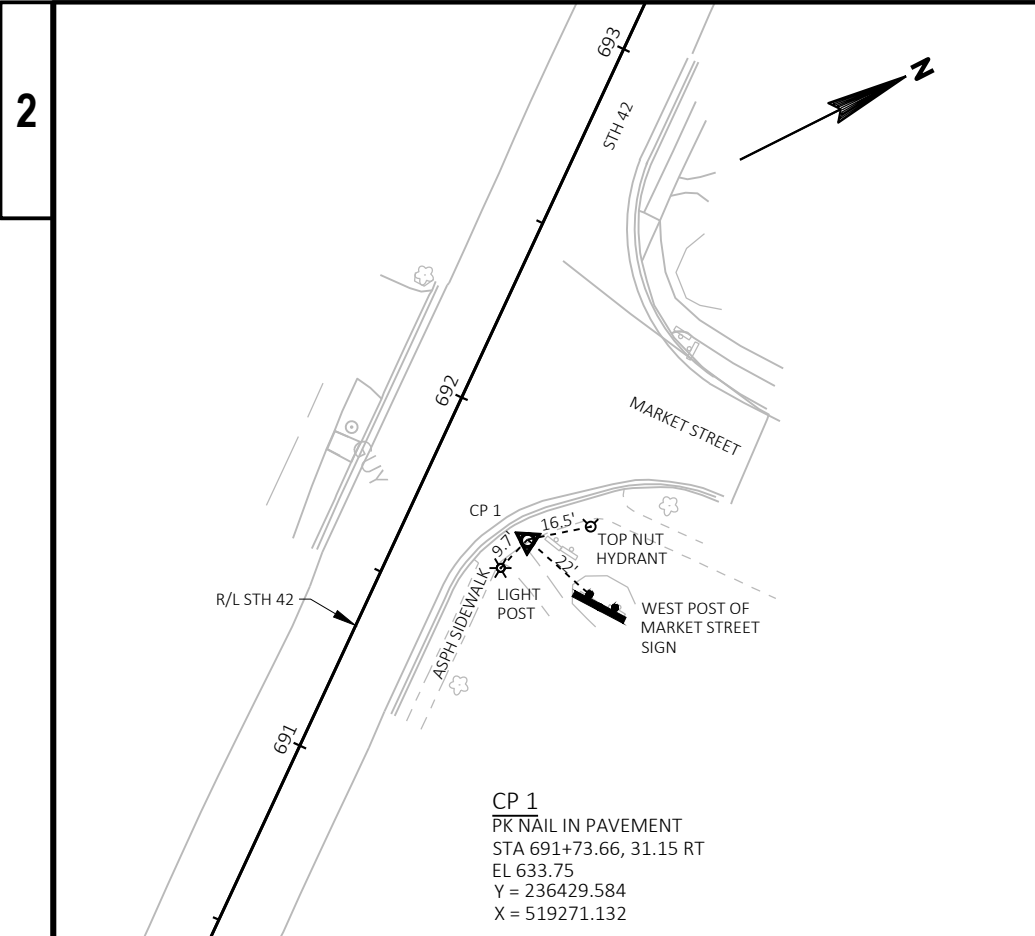 2
693
STH 42
N
692
MARKET STREET
GUY
CP 1
16.5'
9.7'
22'
TOP NUT
HYDRANT
LIGHT
POST
WEST POST OF
MARKET STREET
SIGN
ASPH SIDEWALK
R/L STH 42
691
CP 1
PK NAIL IN PAVEMENT
STA 691+73.66, 31.15 RT
EL 633.75
Y = 236429.584
X = 519271.132